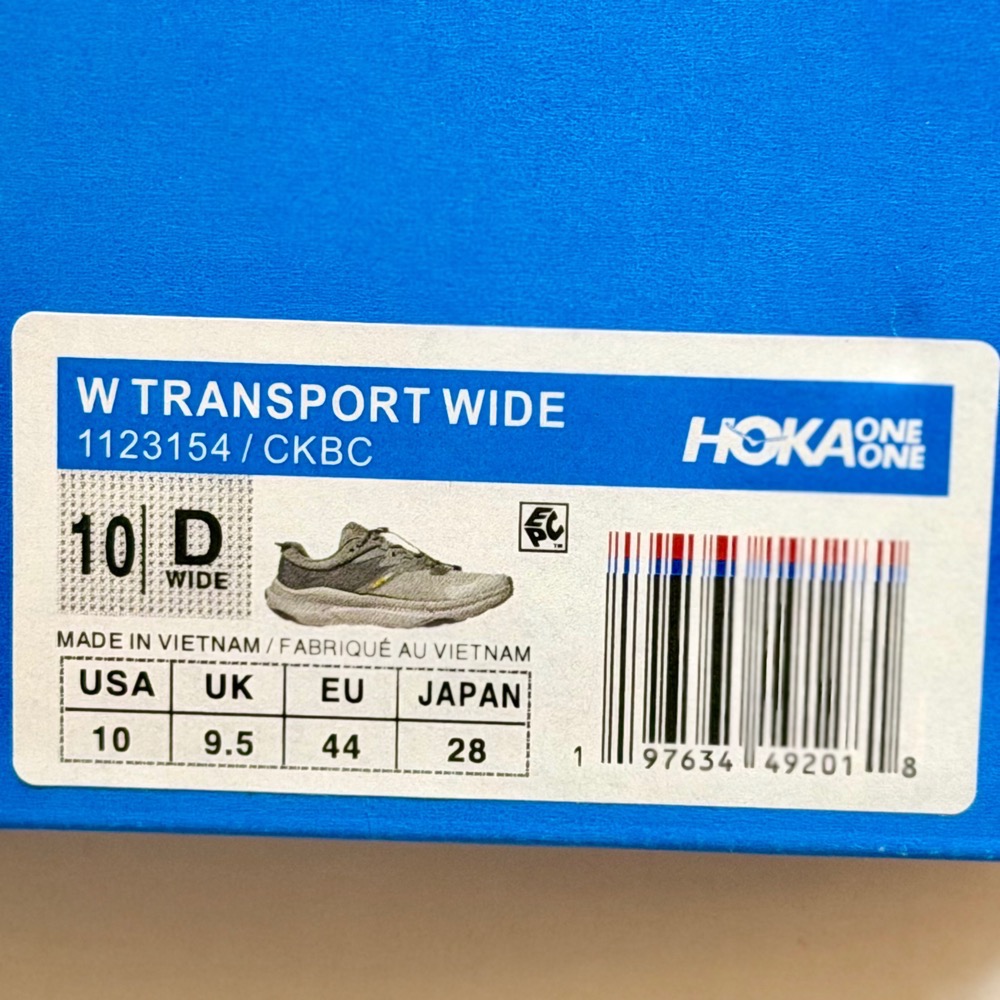 W TRANSPORT WIDE
1123154 / CKBC
HOKA ONE ONE
10 D WIDE
EPC™
MADE IN VIETNAM / FABRIQUÉ AU VIETNAM
USA UK EU JAPAN
10 9.5 44 28
1 97634 49201 8